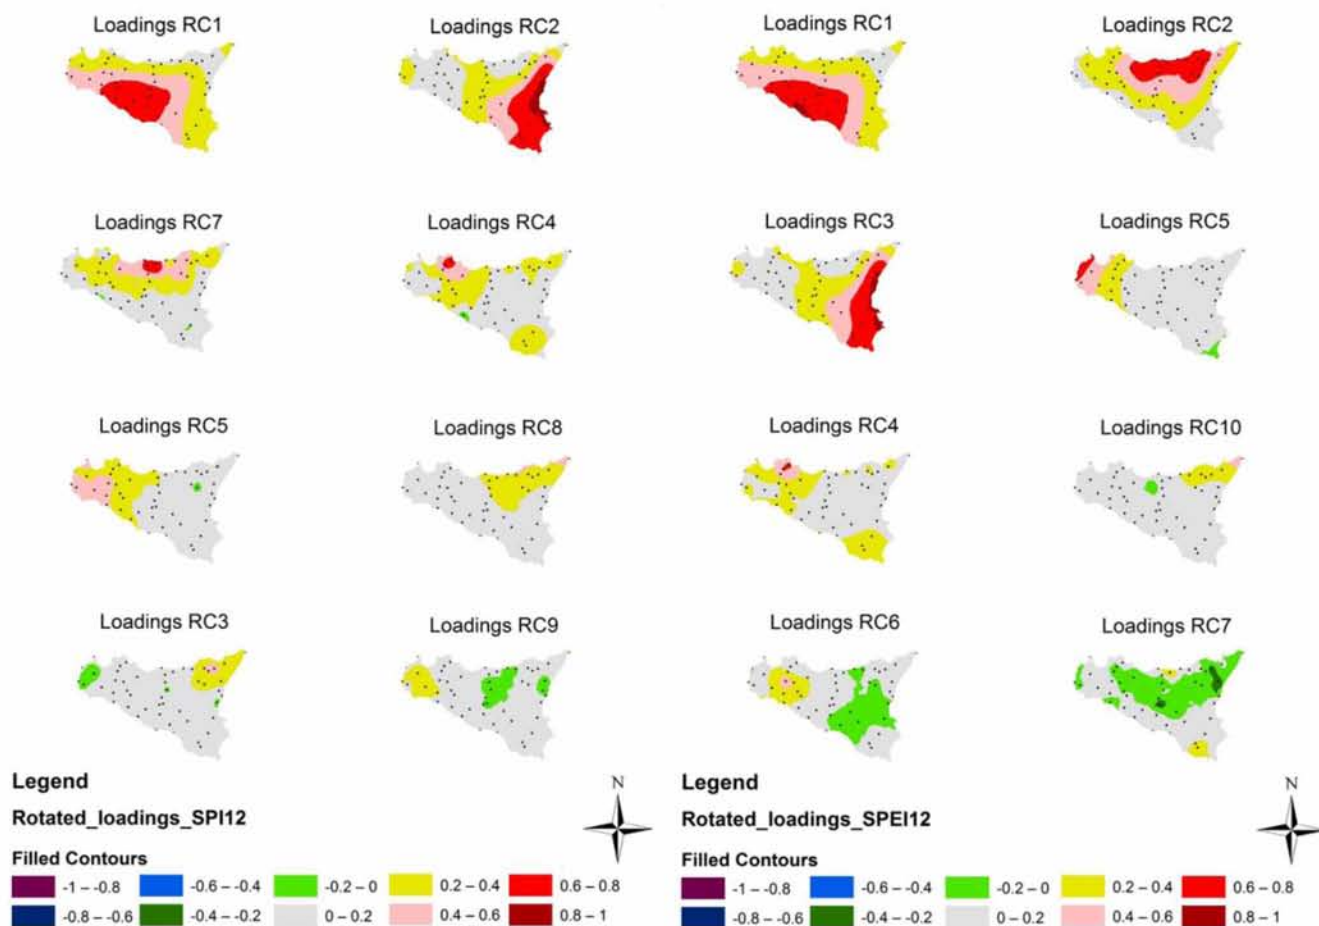 Loadings RC1
Loadings RC2
Loadings RC1
Loadings RC2
Loadings RC7
Loadings RC4
Loadings RC3
Loadings RC5
Loadings RC5
Loadings RC8
Loadings RC4
Loadings RC10
Loadings RC3
Loadings RC9
Loadings RC6
Loadings RC7
Legend
N
Rotated_loadings_SPI12
Filled Contours
-1 – -0.8
-0.6 – -0.4
-0.2 – 0
0.2 – 0.4
0.6 – 0.8
-0.8 – -0.6
-0.4 – -0.2
0 – 0.2
0.4 – 0.6
0.8 – 1
Legend
N
Rotated_loadings_SPEI12
Filled Contours
-1 – -0.8
-0.6 – -0.4
-0.2 – 0
0.2 – 0.4
0.6 – 0.8
-0.8 – -0.6
-0.4 – -0.2
0 – 0.2
0.4 – 0.6
0.8 – 1